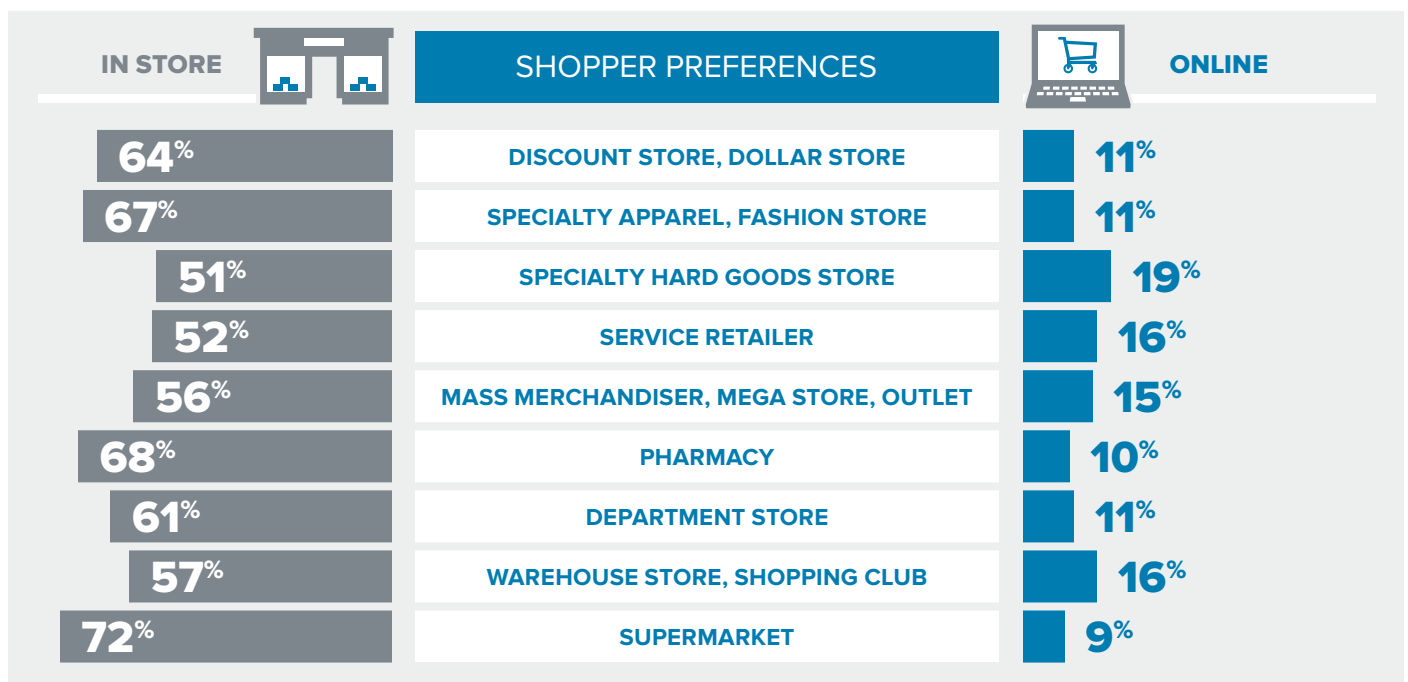 IN STORE
SHOPPER PREFERENCES
ONLINE
64% DISCOUNT STORE, DOLLAR STORE 11%
67% SPECIALTY APPAREL, FASHION STORE 11%
51% SPECIALTY HARD GOODS STORE 19%
52% SERVICE RETAILER 16%
56% MASS MERCHANDISER, MEGA STORE, OUTLET 15%
68% PHARMACY 10%
61% DEPARTMENT STORE 11%
57% WAREHOUSE STORE, SHOPPING CLUB 16%
72% SUPERMARKET 9%